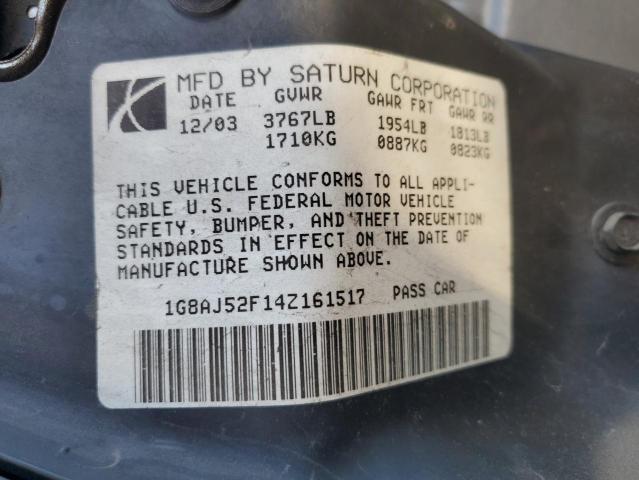 MFD BY SATURN CORPORATION
DATE GVWR GAWR FRT GAWR RR
12/03 3767LB 1954LB 1813LB
1710KG 0887KG 0823KG
THIS VEHICLE CONFORMS TO ALL APPLI-
CABLE U.S. FEDERAL MOTOR VEHICLE
SAFETY, BUMPER, AND THEFT PREVENTION
STANDARDS IN EFFECT ON THE DATE OF
MANUFACTURE SHOWN ABOVE.
1G8AJ52F14Z161517 PASS CAR